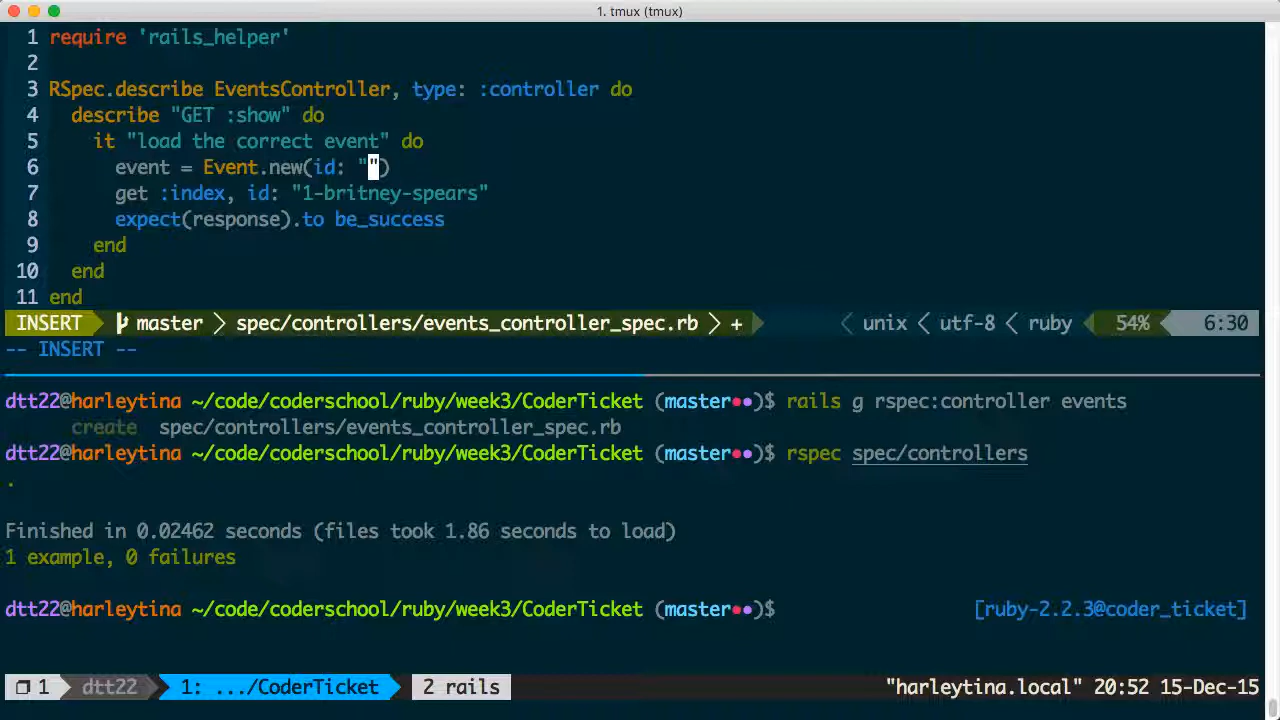 1. tmux (tmux)
1 require 'rails_helper'
2
3 RSpec.describe EventsController, type: :controller do
4 describe "GET :show" do
5 it "load the correct event" do
6 event = Event.new(id: "")
7 get :index, id: "1-britney-spears"
8 expect(response).to be_success
9 end
10 end
11 end
INSERT master spec/controllers/events_controller_spec.rb + unix utf-8 ruby 54% 6:30
-- INSERT --
dtt22@harleytina ~/code/coderschool/ruby/week3/CoderTicket (master••)$ rails g rspec:controller events
create spec/controllers/events_controller_spec.rb
dtt22@harleytina ~/code/coderschool/ruby/week3/CoderTicket (master••)$ rspec spec/controllers
.
Finished in 0.02462 seconds (files took 1.86 seconds to load)
1 example, 0 failures
dtt22@harleytina ~/code/coderschool/ruby/week3/CoderTicket (master••)$ [ruby-2.2.3@coder_ticket]
1 dtt22 1: .../CoderTicket 2 rails "harleytina.local" 20:52 15-Dec-15